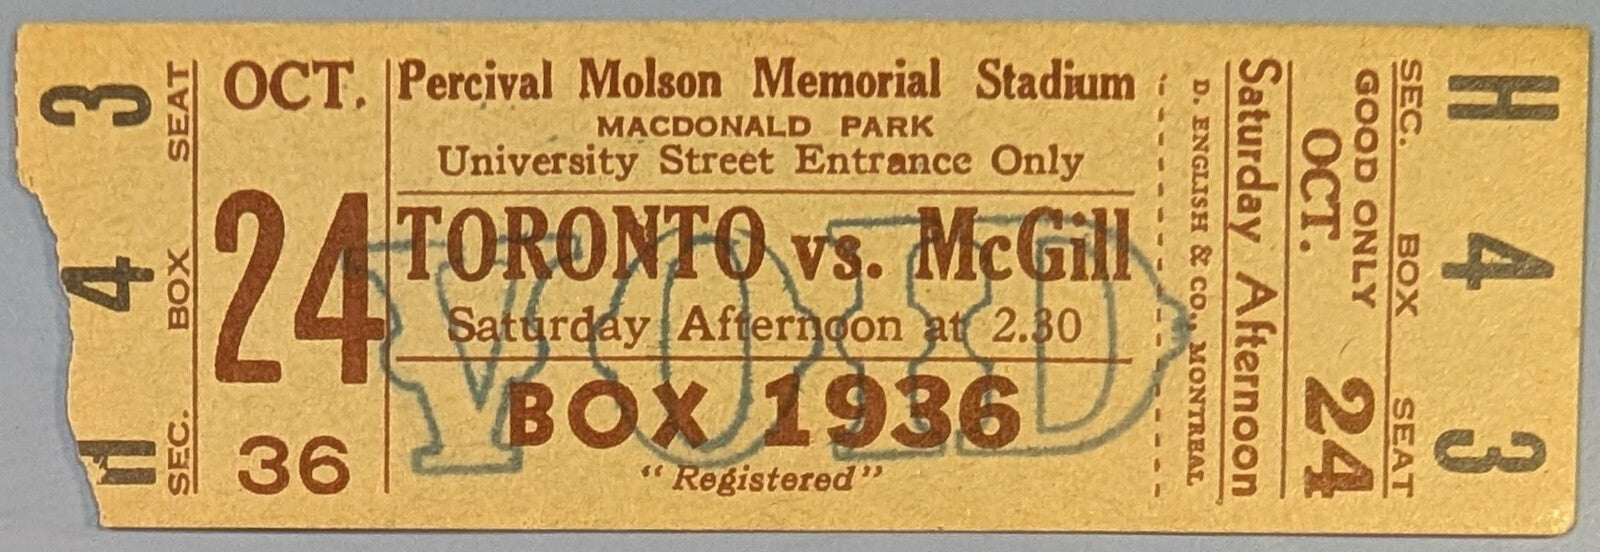 3 SEAT
4 BOX
H SEC.
OCT.
24
36
Percival Molson Memorial Stadium
MACDONALD PARK
University Street Entrance Only
TORONTO vs. McGill
Saturday Afternoon at 2.30
BOX 1936
"Registered"
VOID
D. ENGLISH & CO., MONTREAL
Saturday Afternoon
OCT. 24
GOOD ONLY
SEC. BOX SEAT
H 4 3